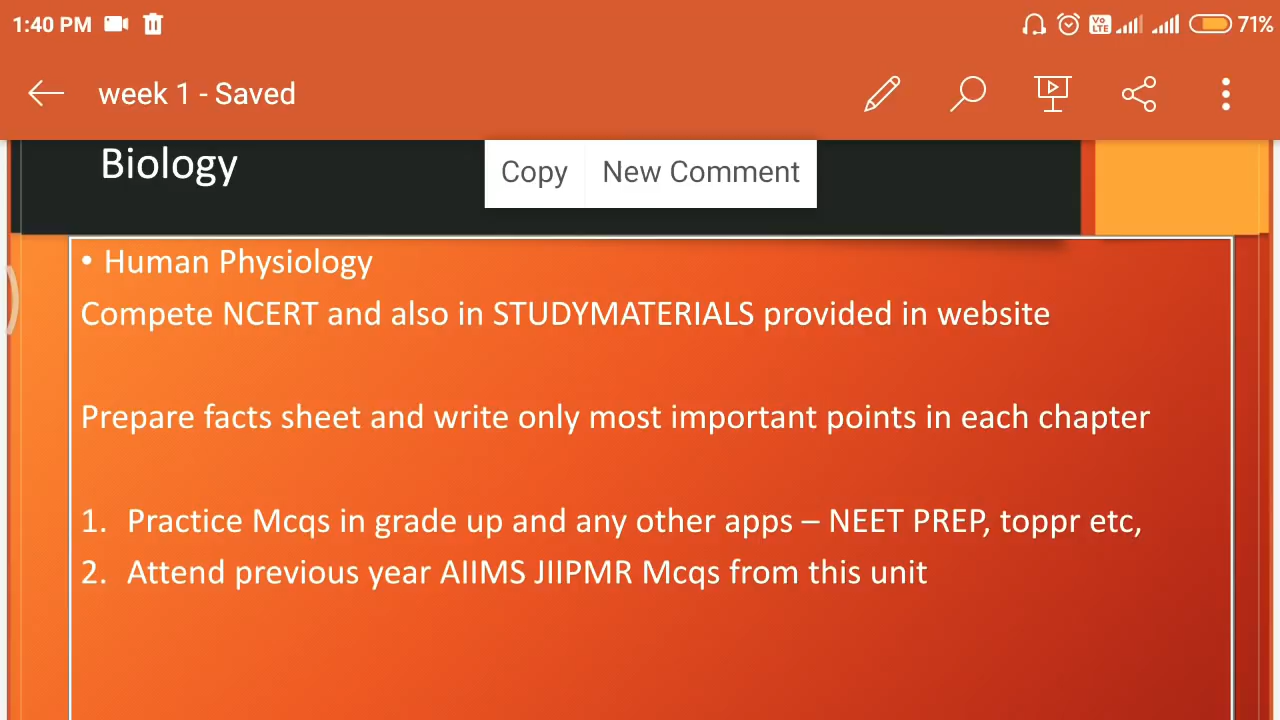 1:40 PM Vo LTE 71%
week 1 - Saved
Biology
Copy New Comment
• Human Physiology
Compete NCERT and also in STUDYMATERIALS provided in website
Prepare facts sheet and write only most important points in each chapter
1. Practice Mcqs in grade up and any other apps – NEET PREP, toppr etc,
2. Attend previous year AIIMS JIIPMR Mcqs from this unit